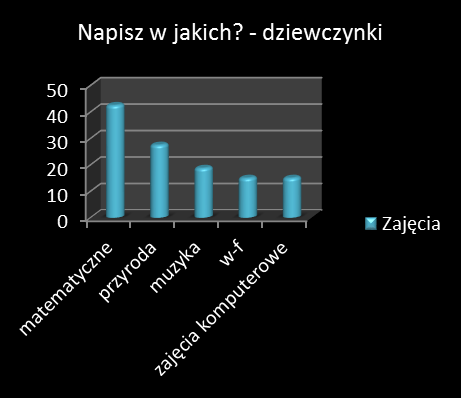 Napisz w jakich? - dziewczynki
50
40
30
20
10
0
matematyczne
przyroda
muzyka
w-f
zajęcia komputerowe
Zajęcia